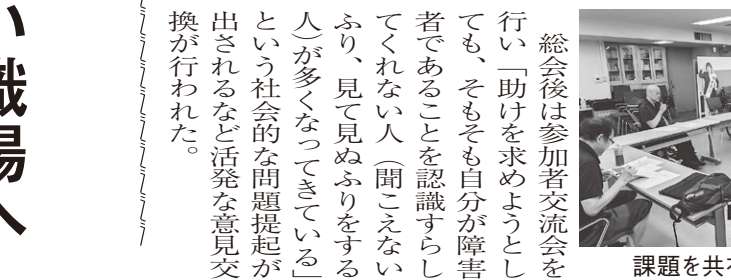 課題を共
総会後は参加者交流会を
行い「助けを求めようとし
ても、そもそも自分が障害
者であることを認識すらし
てくれない人（聞こえない
ふり、見て見ぬふりをする
人）が多くなってきている」
という社会的な問題提起が
出されるなど活発な意見交
換が行われた。
い職場へ